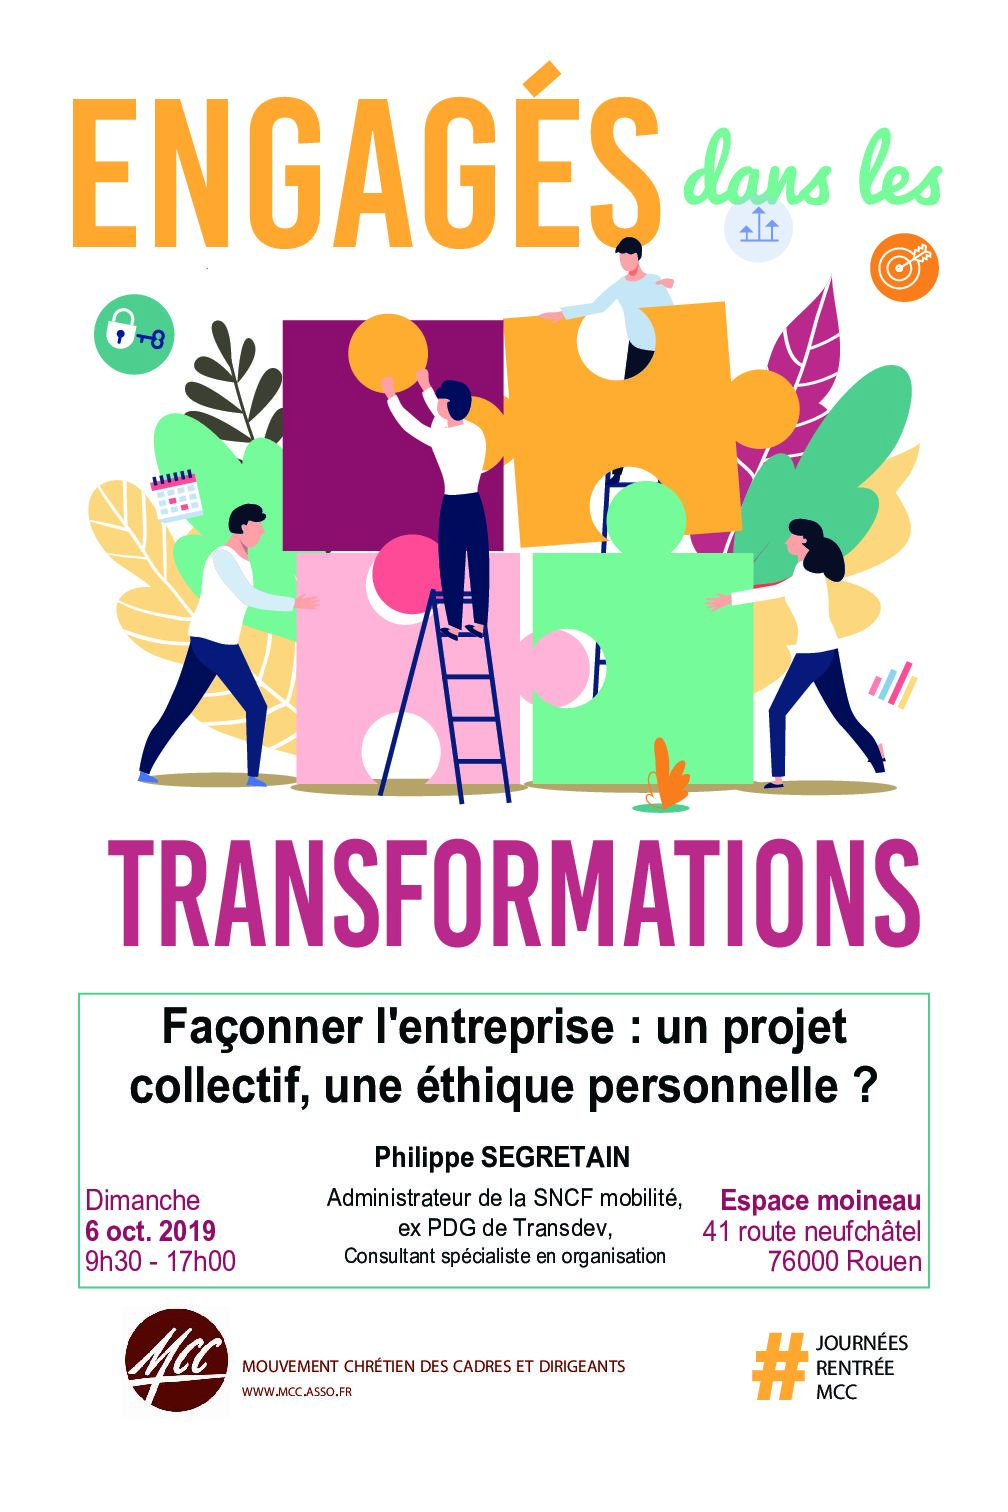 ENGAGÉS dans les
TRANSFORMATIONS
Façonner l'entreprise : un projet
collectif, une éthique personnelle ?
Philippe SEGRETAIN
Administrateur de la SNCF mobilité,
ex PDG de Transdev,
Consultant spécialiste en organisation
Dimanche
6 oct. 2019
9h30 - 17h00
Espace moineau
41 route neufchâtel
76000 Rouen
MCC
MOUVEMENT CHRÉTIEN DES CADRES ET DIRIGEANTS
WWW.MCC.ASSO.FR
# JOURNÉES
RENTRÉE
MCC